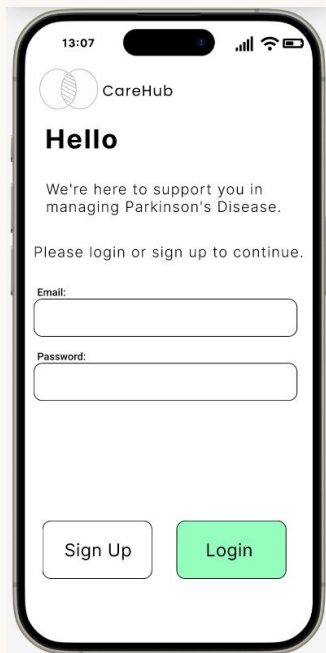 13:07
CareHub
Hello
We're here to support you in
managing Parkinson's Disease.
Please login or sign up to continue.
Email:
Password:
Sign Up
Login